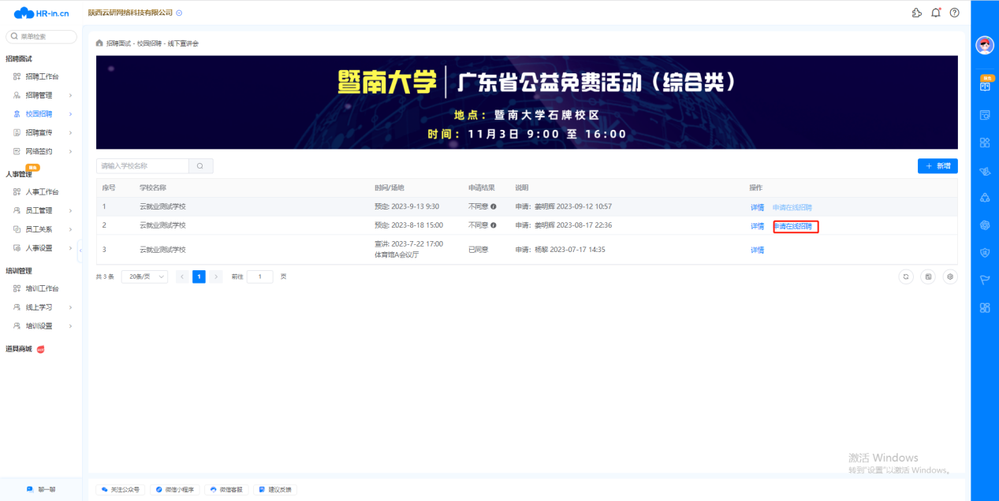 HR-in.cn
陕西云研网络科技有限公司
菜单检索
招聘面试
招聘工作台
招聘管理
校园招聘
招聘宣传
网络签约
人事管理
人事工作台
员工管理
员工关系
人事设置
培训管理
培训工作台
线上学习
培训设置
道具商城
聊一聊
招聘面试 - 校园招聘 - 线下宣讲会
暨南大学 | 广东省公益免费活动（综合类）
地点：暨南大学石牌校区
时间：11月3日 9:00 至 16:00
请输入学校名称
+ 新增
序号 学校名称 时间/场地 申请结果 说明 操作
1 云就业测试学校 预定: 2023-9-13 9:30 不同意 申请: 姜明辉 2023-09-12 10:57 详情 申请在线招聘
2 云就业测试学校 预定: 2023-8-18 15:00 不同意 申请: 姜明辉 2023-08-17 22:36 详情 申请在线招聘
3 云就业测试学校 宣讲: 2023-7-22 17:00 已同意 申请: 杨黎 2023-07-17 14:35 详情
体育馆A会议厅
共 3 条 20条/页 1 前往 1 页
激活 Windows
转到"设置"以激活 Windows。
关注公众号 微信小程序 微信客服 建议反馈